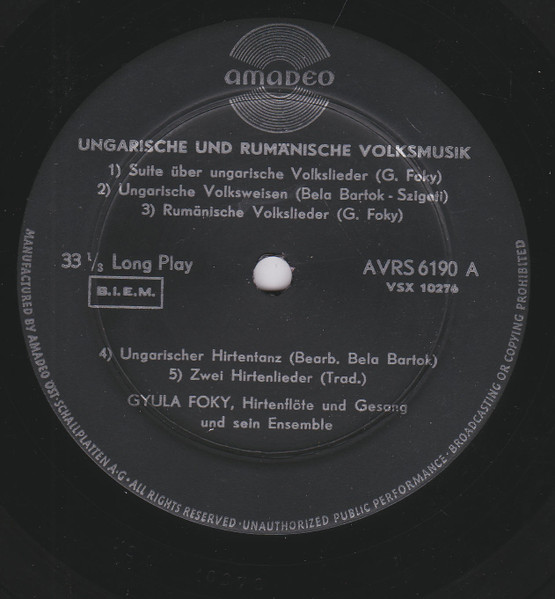 AMADEO
UNGARISCHE UND RUMÄNISCHE VOLKSMUSIK
1) Suite über ungarische Volkslieder (G. Foky)
2) Ungarische Volksweisen (Bela Bartok - Szigeti)
3) Rumänische Volkslieder (G. Foky)
33 1/3 Long Play
AVRS 6190 A
B.I.E.M.
VSX 10276
4) Ungarischer Hirtentanz (Bearb. Bela Bartok)
5) Zwei Hirtenlieder (Trad.)
GYULA FOKY, Hirtenflöte und Gesang
und sein Ensemble
MANUFACTURED BY AMADEO ÖST. SCHALLPLATTEN A·G · ALL RIGHTS RESERVED · UNAUTHORIZED PUBLIC PERFORMANCE · BROADCASTING OR COPYING PROHIBITED